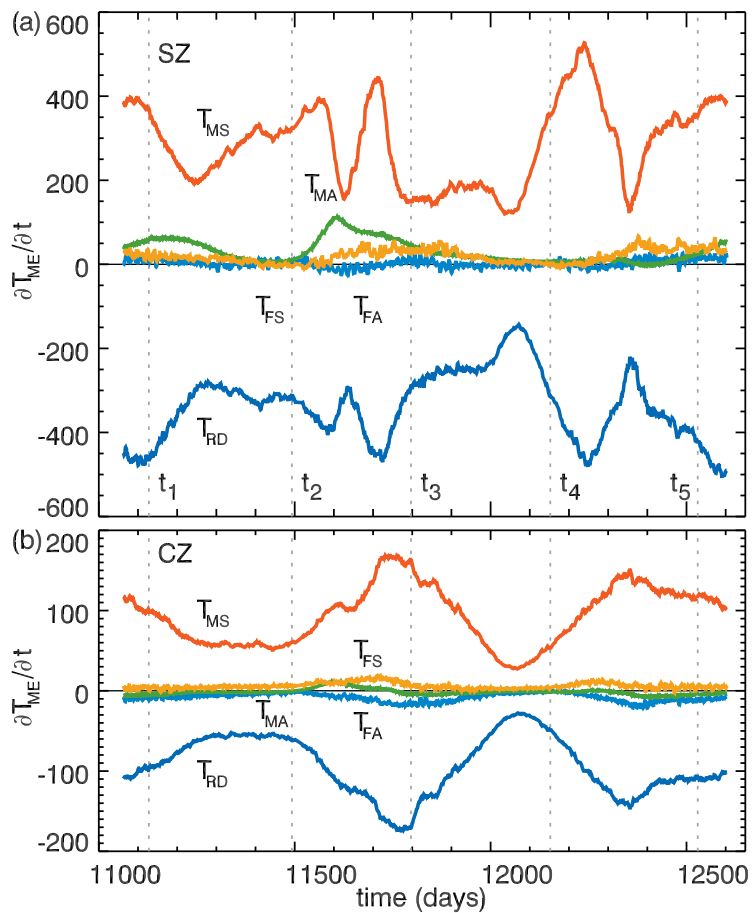 (a)
600
SZ
400
T_MS
200
T_MA
0
T_FS
T_FA
-200
T_RD
-400
t_1
t_2
t_3
t_4
t_5
-600
∂T_ME/∂t
(b)
200
CZ
100
T_MS
T_FS
0
T_MA
T_FA
T_RD
-100
-200
∂T_ME/∂t
11000
11500
12000
12500
time (days)